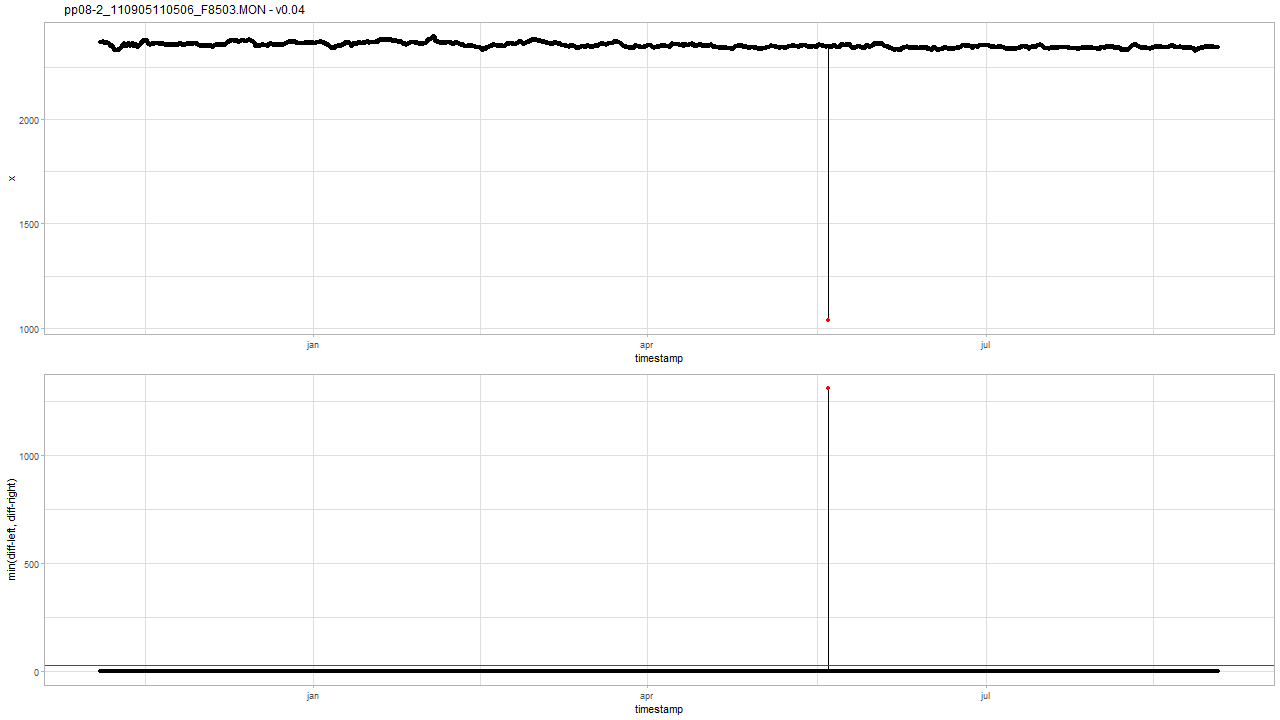 pp08-2_110905110506_F8503.MON - v0.04
2000
1500
1000
x
jan
apr
jul
timestamp
1000
500
0
min(diff-left, diff-right)
jan
apr
jul
timestamp